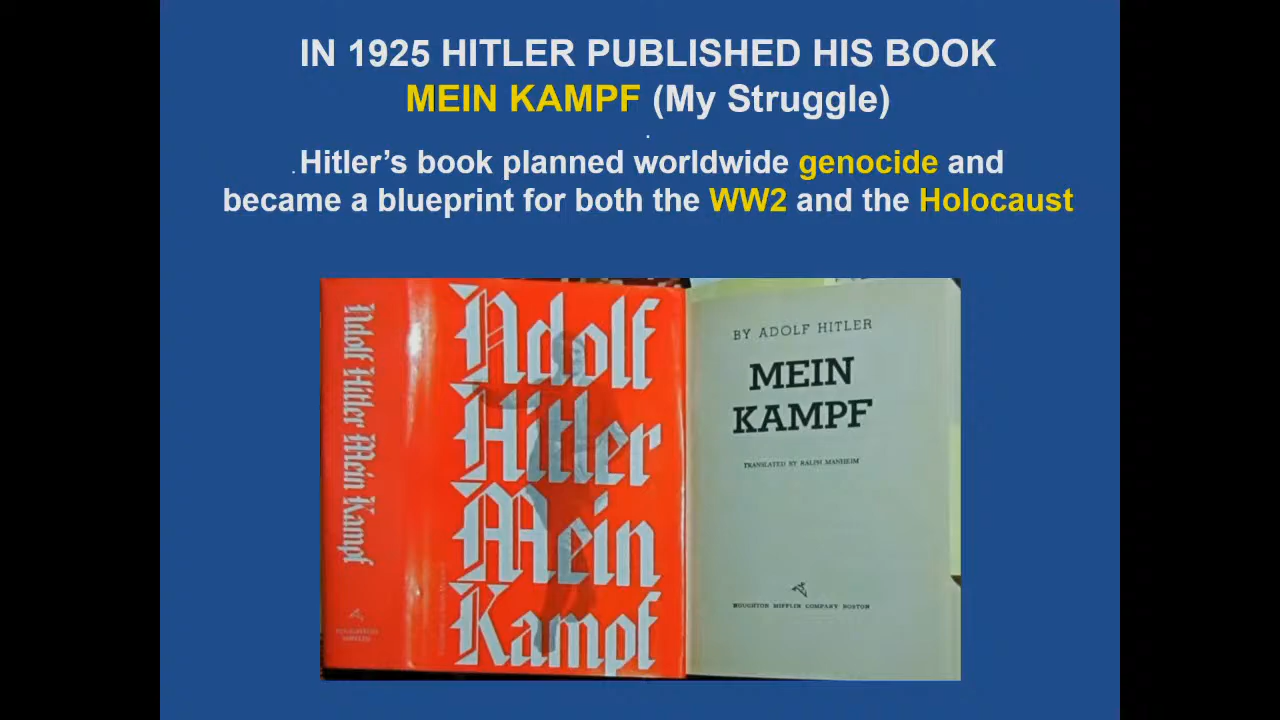 IN 1925 HITLER PUBLISHED HIS BOOK
MEIN KAMPF (My Struggle)
.
.Hitler’s book planned worldwide genocide and
became a blueprint for both the WW2 and the Holocaust
Adolf Hitler Mein Kampf
HOUGHTON
MIFFLIN
Adolf
Hitler
Mein
Kampf
BY ADOLF HITLER
MEIN
KAMPF
TRANSLATED BY RALPH MANHEIM
HOUGHTON MIFFLIN COMPANY BOSTON